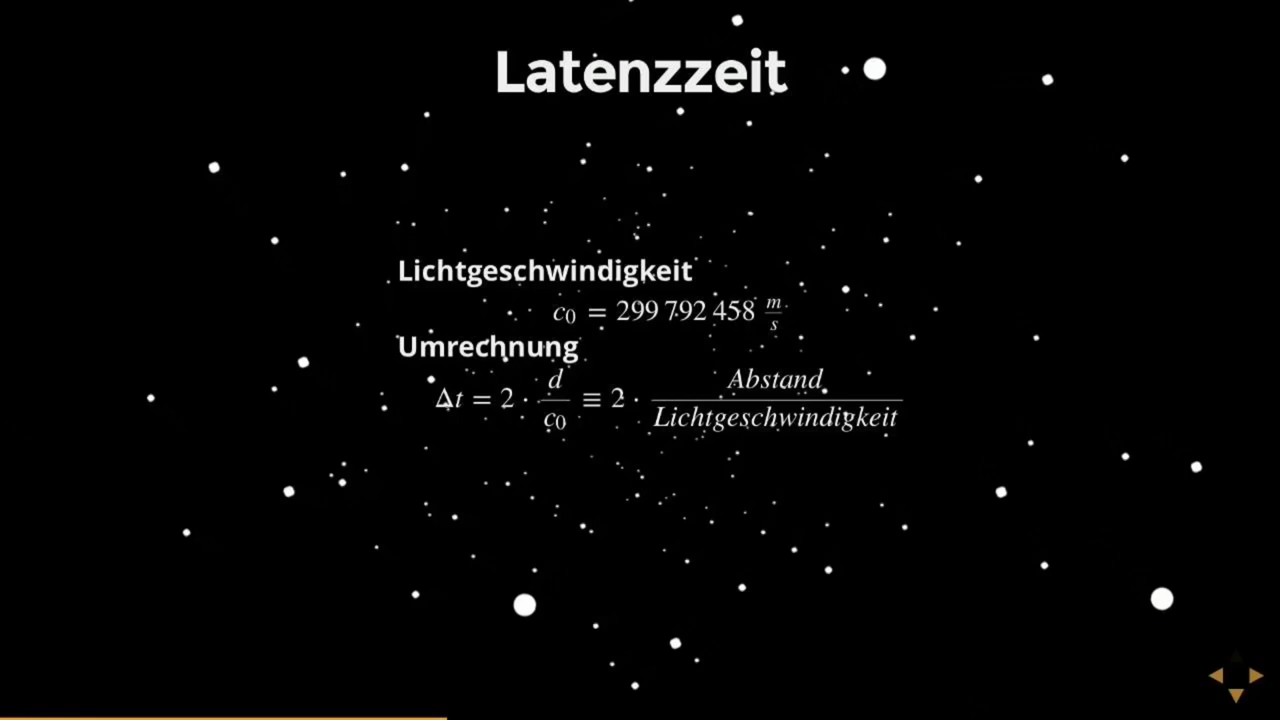 Latenzzeit
Lichtgeschwindigkeit
c₀ = 299 792 458 m/s
Umrechnung
Δt = 2 · d/c₀ ≡ 2 · Abstand/Lichtgeschwindigkeit